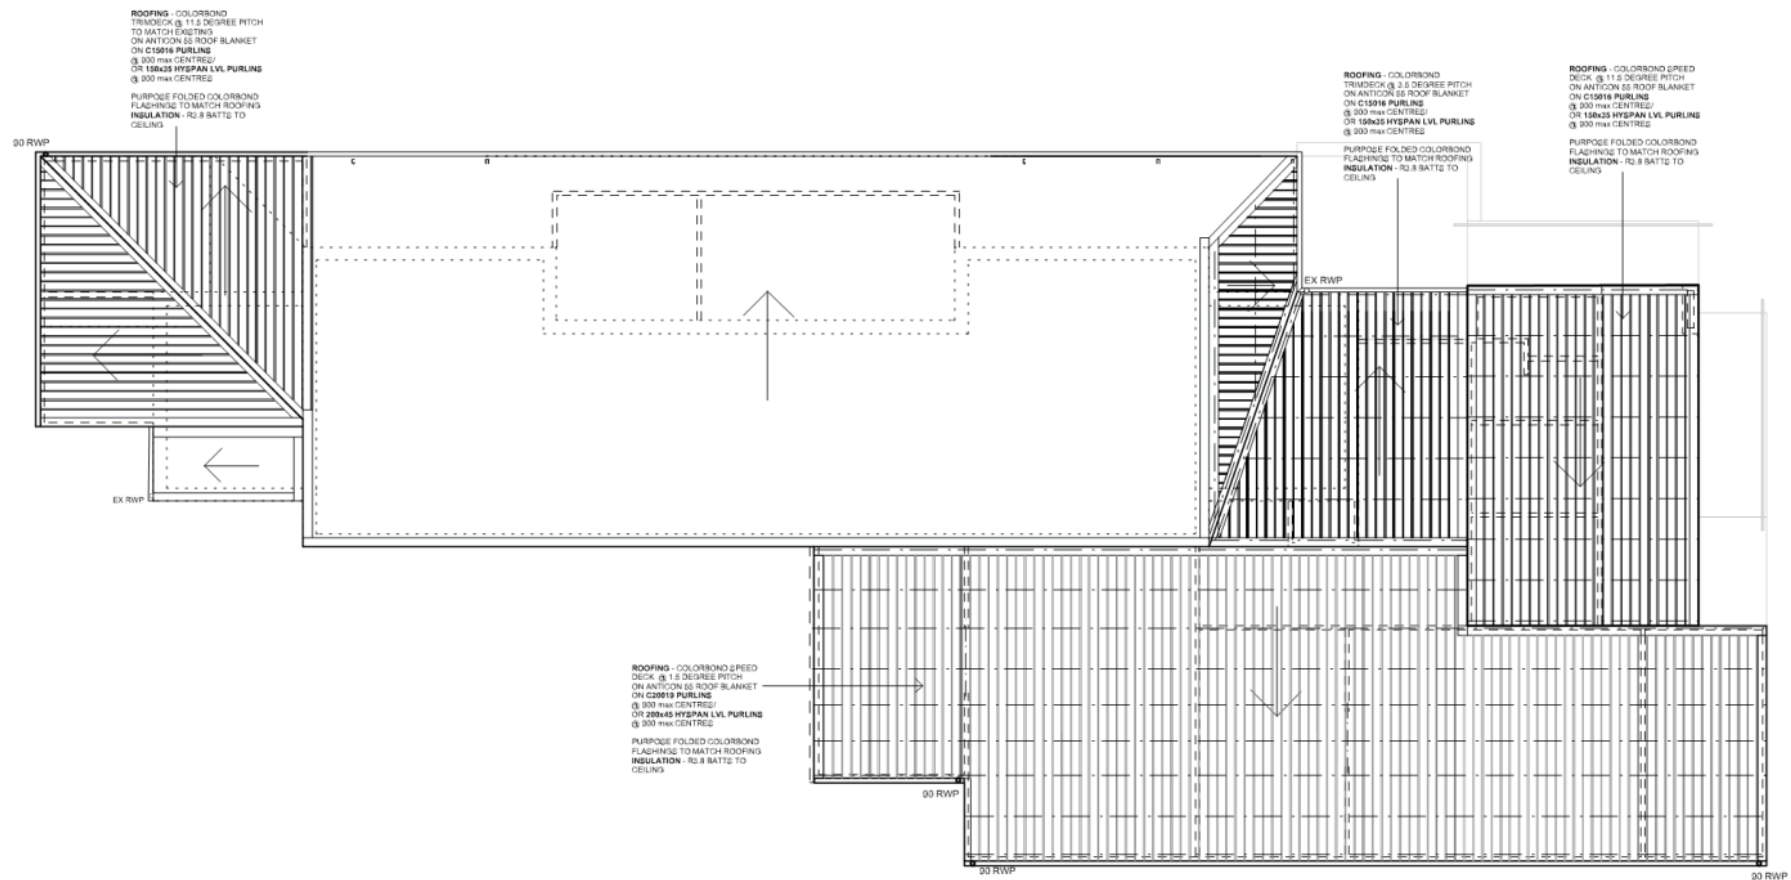 ROOFING - COLORBOND
TRIMDECK @ 11.5 DEGREE PITCH
TO MATCH EXISTING
ON ANTICON 55 ROOF BLANKET
ON C15016 PURLINS
@ 900 max CENTRES/
OR 150x35 HYSPAN LVL PURLINS
@ 900 max CENTRES
PURPOSE FOLDED COLORBOND
FLASHINGS TO MATCH ROOFING
INSULATION - R3.8 BATTS TO
CEILING
90 RWP
ROOFING - COLORBOND
TRIMDECK @ 3.5 DEGREE PITCH
ON ANTICON 55 ROOF BLANKET
ON C15016 PURLINS
@ 900 max CENTRES/
OR 150x35 HYSPAN LVL PURLINS
@ 900 max CENTRES
PURPOSE FOLDED COLORBOND
FLASHINGS TO MATCH ROOFING
INSULATION - R3.8 BATTS TO
CEILING
ROOFING - COLORBOND SPEED
DECK @ 11.5 DEGREE PITCH
ON ANTICON 55 ROOF BLANKET
ON C15016 PURLINS
@ 900 max CENTRES/
OR 150x35 HYSPAN LVL PURLINS
@ 900 max CENTRES
PURPOSE FOLDED COLORBOND
FLASHINGS TO MATCH ROOFING
INSULATION - R3.8 BATTS TO
CEILING
EX RWP
EX RWP
ROOFING - COLORBOND SPEED
DECK @ 1.5 DEGREE PITCH
ON ANTICON 55 ROOF BLANKET
ON C20019 PURLINS
@ 900 max CENTRES/
OR 200x45 HYSPAN LVL PURLINS
@ 900 max CENTRES
PURPOSE FOLDED COLORBOND
FLASHINGS TO MATCH ROOFING
INSULATION - R3.8 BATTS TO
CEILING
90 RWP
90 RWP
90 RWP